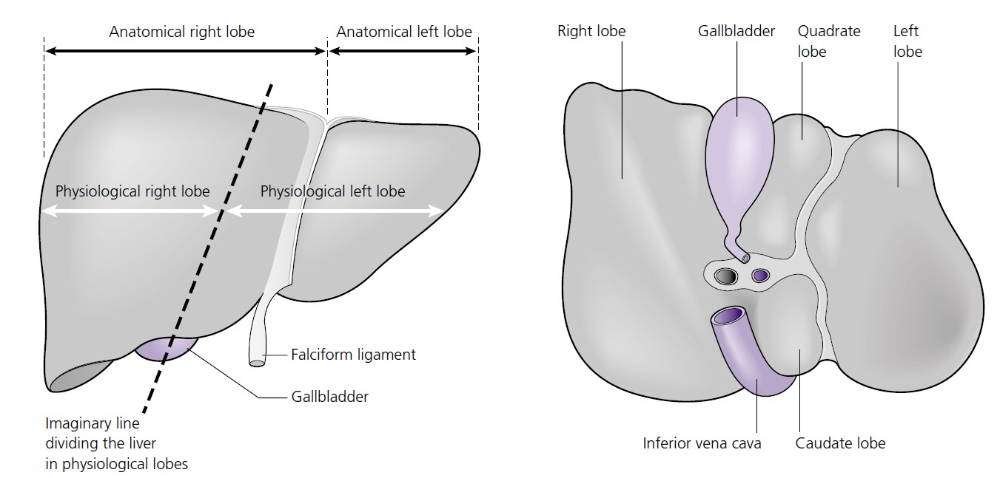 Anatomical right lobe
Anatomical left lobe
Physiological right lobe
Physiological left lobe
Falciform ligament
Gallbladder
Imaginary line
dividing the liver
in physiological lobes
Right lobe
Gallbladder
Quadrate
lobe
Left
lobe
Inferior vena cava
Caudate lobe